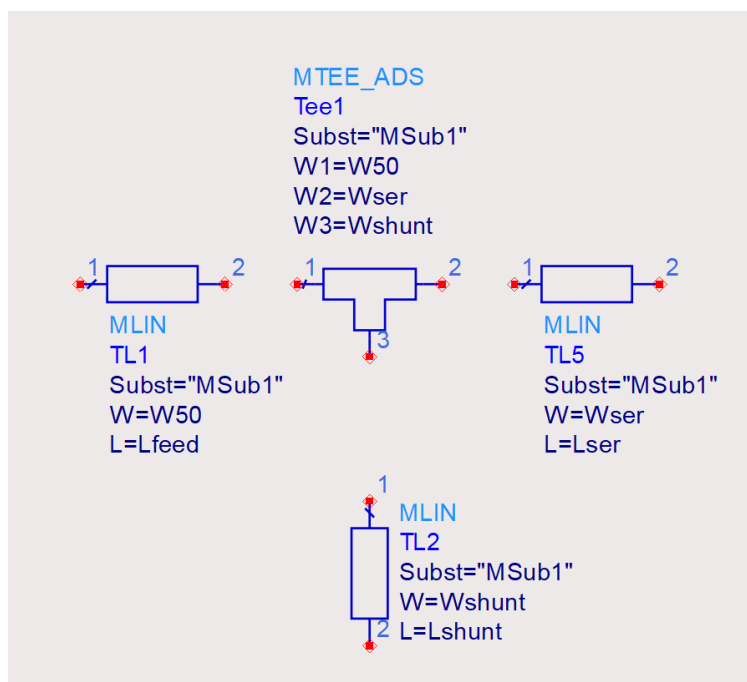 MTEE_ADS
Tee1
Subst="MSub1"
W1=W50
W2=Wser
W3=Wshunt
1 2
1 2
3
1 2
MLIN
TL1
Subst="MSub1"
W=W50
L=Lfeed
MLIN
TL5
Subst="MSub1"
W=Wser
L=Lser
1
MLIN
TL2
Subst="MSub1"
W=Wshunt
2 L=Lshunt